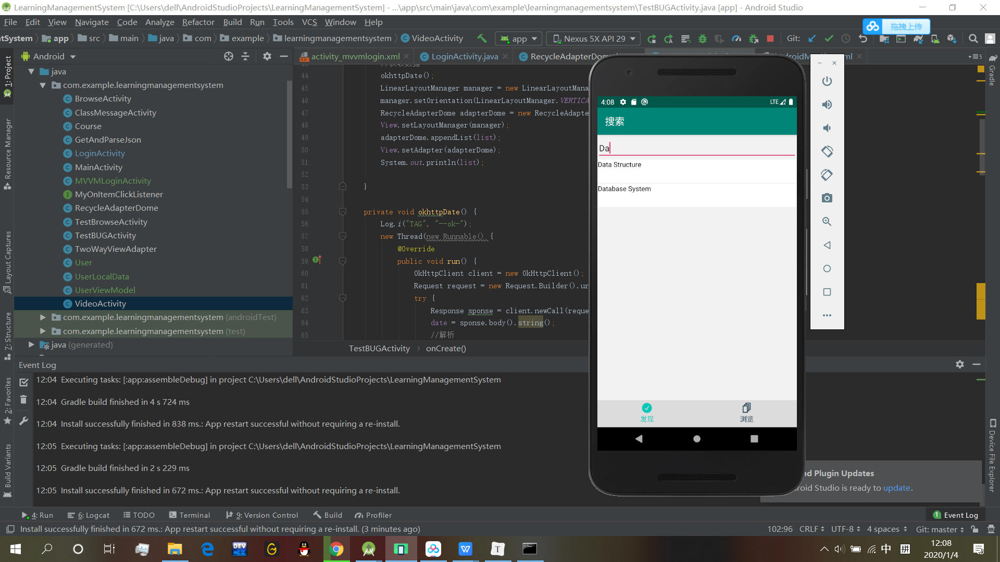 LearningManagementSystem [C:\Users\dell\AndroidStudioProjects\LearningManagementSystem] - ...\app\src\main\java\com\example\learningmanagementsystem\TestBUGActivity.java [app] - Android Studio
File Edit View Navigate Code Analyze Refactor Build Run Tools VCS Window Help
拖拽上传
ntSystem app src main java com example learningmanagementsystem VideoActivity app Nexus 5X API 29 Git:
Android
activity_mvvmlogin.xml LoginActivity.java RecycleAdapterDom
5
1: Project
Resource Manager
Layout Captures
7: Structure
2: Favorites
Build Variants
java
com.example.learningmanagementsystem
BrowseActivity
ClassMessageActivity
Course
GetAndParseJson
LoginActivity
MainActivity
MVVMLoginActivity
MyOnItemClickListener
RecycleAdapterDome
TestBrowseActivity
TestBUGActivity
TwoWayViewAdapter
User
UserLocalData
UserViewModel
VideoActivity
com.example.learningmanagementsystem (androidTest)
com.example.learningmanagementsystem (test)
java (generated)
44 okhttpDate();
45 LinearLayoutManager manager = new LinearLayoutMana
46 manager.setOrientation(LinearLayoutManager.VERTICA
47 RecycleAdapterDome adapterDome = new RecycleAdapte
48 View.setLayoutManager(manager);
49 adapterDome.appendList(list);
50 View.setAdapter(adapterDome);
51 System.out.println(list);
52
53 }
54
55 private void okhttpDate() {
56 Log.i("TAG", "--ok-");
57 new Thread(new Runnable() {
58 @Override
59 public void run() {
60 OkHttpClient client = new OkHttpClient();
61 Request request = new Request.Builder().ur
62 try {
63 Response sponse = client.newCall(reque
64 date = sponse.body().string();
65 //解析
TestBUGActivity onCreate()
4:08 LTE
搜索
Da
Data Structure
Database System
发现 浏览
Gradle
Device File Explorer
Event Log
12:04 Executing tasks: [:app:assembleDebug] in project C:\Users\dell\AndroidStudioProjects\LearningManagementSystem
12:04 Gradle build finished in 4 s 724 ms
12:04 Install successfully finished in 838 ms.: App restart successful without requiring a re-install.
12:05 Executing tasks: [:app:assembleDebug] in project C:\Users\dell\AndroidStudioProjects\LearningManagementSystem
12:05 Gradle build finished in 2 s 229 ms
12:05 Install successfully finished in 672 ms.: App restart successful without requiring a re-install.
nd Plugin Updates
roid Studio is ready to update.
4: Run 6: Logcat TODO Terminal 9: Version Control Build Profiler 1 Event Log
Install successfully finished in 672 ms.: App restart successful without requiring a re-install. (3 minutes ago) 102:96 CRLF UTF-8 4 spaces Git: master
DEV C++ G W T 中 拼
12:08
2020/1/4